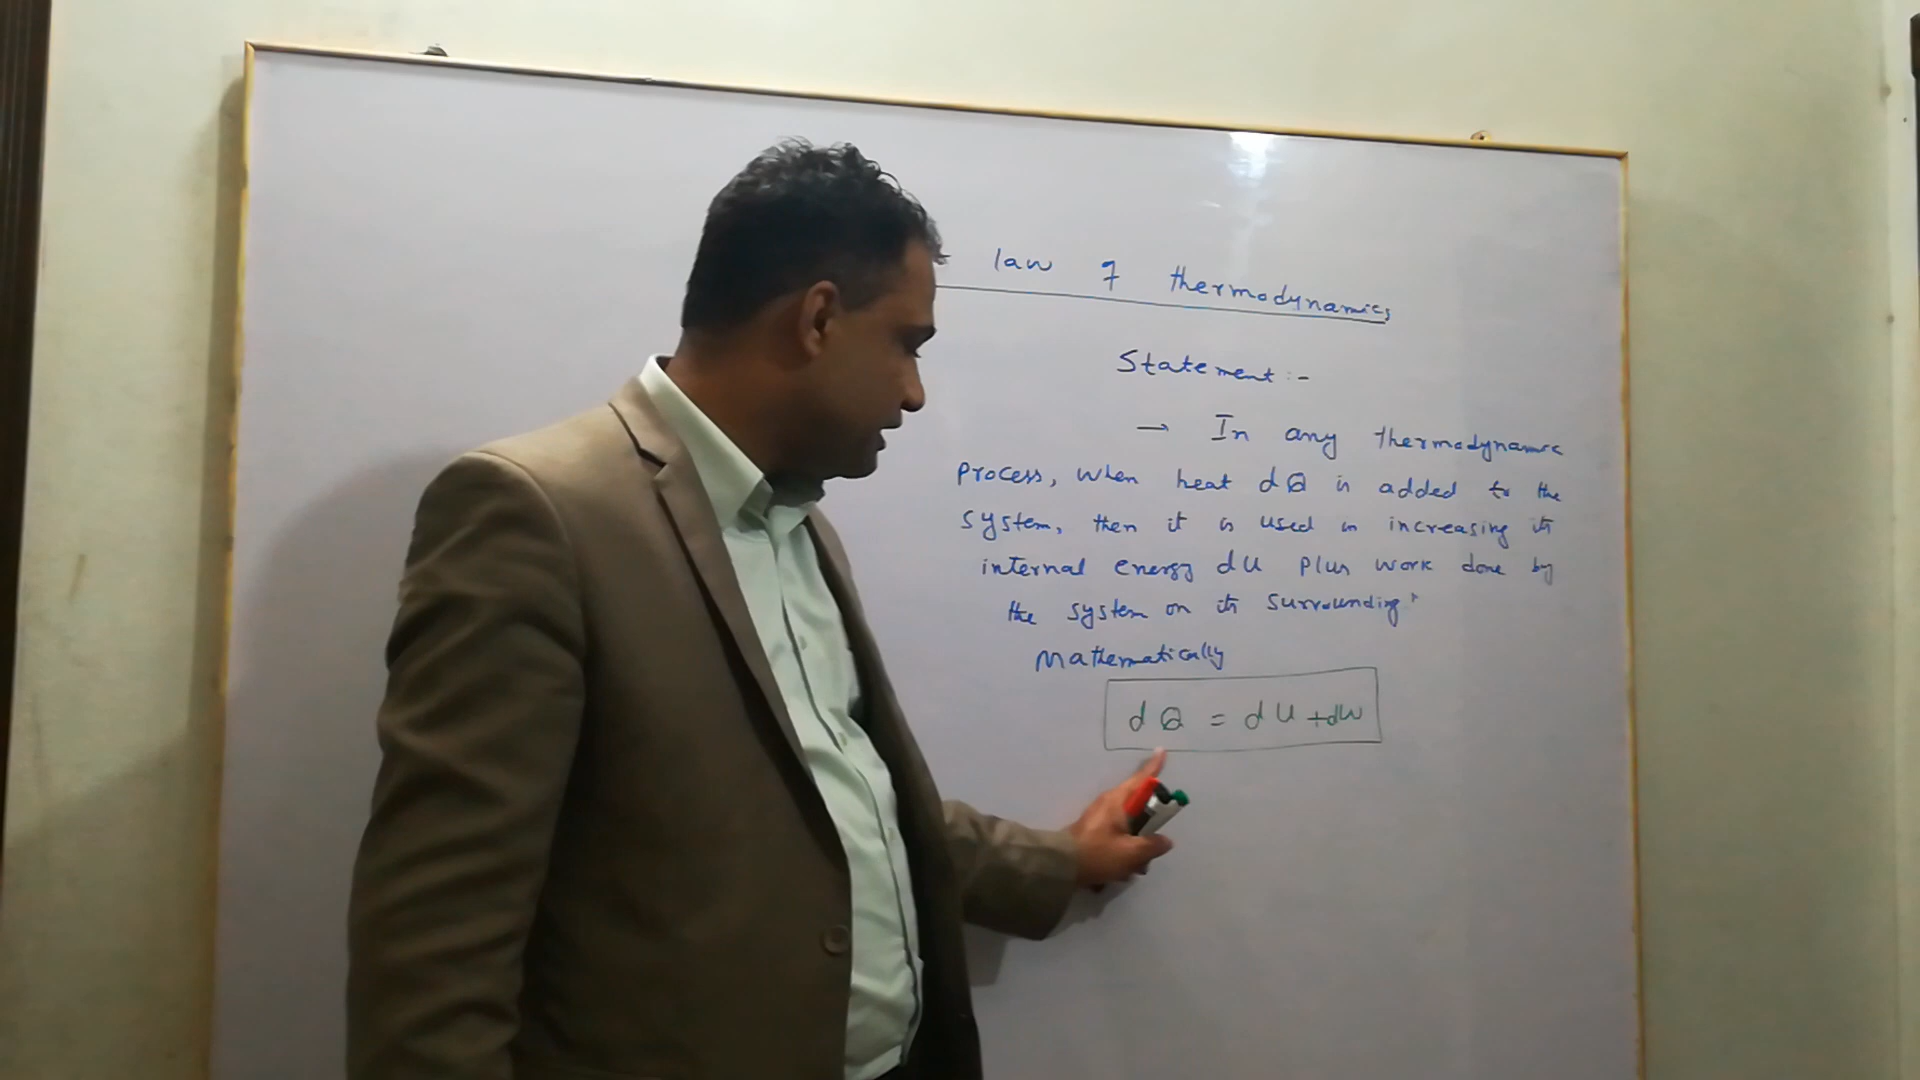 law of thermodynamics
Statement :-
→ In any thermodynamic
process, when heat dQ is added to the
system, then it is used in increasing its
internal energy dU plus work done by
the system on its surrounding"
Mathematically
dQ = dU + dW